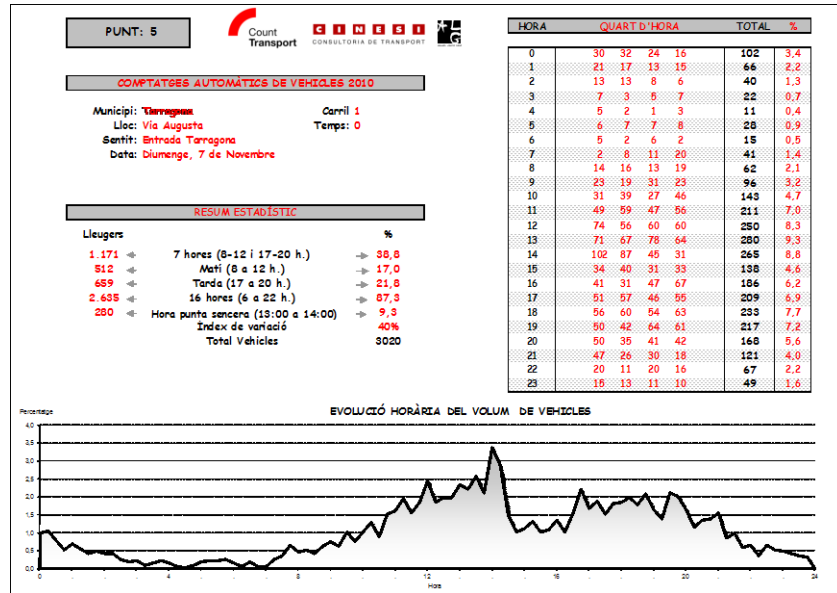 PUNT: 5
Count
Transport
CINESI
CONSULTORIA DE TRANSPORT
COMPTATGES AUTOMÀTICS DE VEHICLES 2010
Municipi: Tarragona Carril 1
Lloc: Via Augusta Temps: 0
Sentit: Entrada Tarragona
Data: Diumenge, 7 de Novembre
RESUM ESTADÍSTIC
Lleugers %
1.171 7 hores (8-12 i 17-20 h.) 38,8
512 Matí (8 a 12 h.) 17,0
659 Tarda (17 a 20 h.) 21,8
2.635 16 hores (6 a 22 h.) 87,3
280 Hora punta sencera (13:00 a 14:00) 9,3
Índex de variació 40%
Total Vehicles 3020
HORA QUART D'HORA TOTAL %
0 30 32 24 16 102 3,4
1 21 17 13 15 66 2,2
2 13 13 8 6 40 1,3
3 7 3 5 7 22 0,7
4 5 2 1 3 11 0,4
5 6 7 7 8 28 0,9
6 5 2 6 2 15 0,5
7 2 8 11 20 41 1,4
8 14 16 13 19 62 2,1
9 23 19 31 23 96 3,2
10 31 39 27 46 143 4,7
11 49 59 47 56 211 7,0
12 74 56 60 60 250 8,3
13 71 67 78 64 280 9,3
14 102 87 45 31 265 8,8
15 34 40 31 33 138 4,6
16 41 31 47 67 186 6,2
17 51 57 46 55 209 6,9
18 56 60 54 63 233 7,7
19 50 42 64 61 217 7,2
20 50 35 41 42 168 5,6
21 47 26 30 18 121 4,0
22 20 11 20 16 67 2,2
23 15 13 11 10 49 1,6
Percentatge
EVOLUCIÓ HORÀRIA DEL VOLUM DE VEHICLES
4,0
3,5
3,0
2,5
2,0
1,5
1,0
0,5
0,0
0 4 8 12 16 20 24
Hora